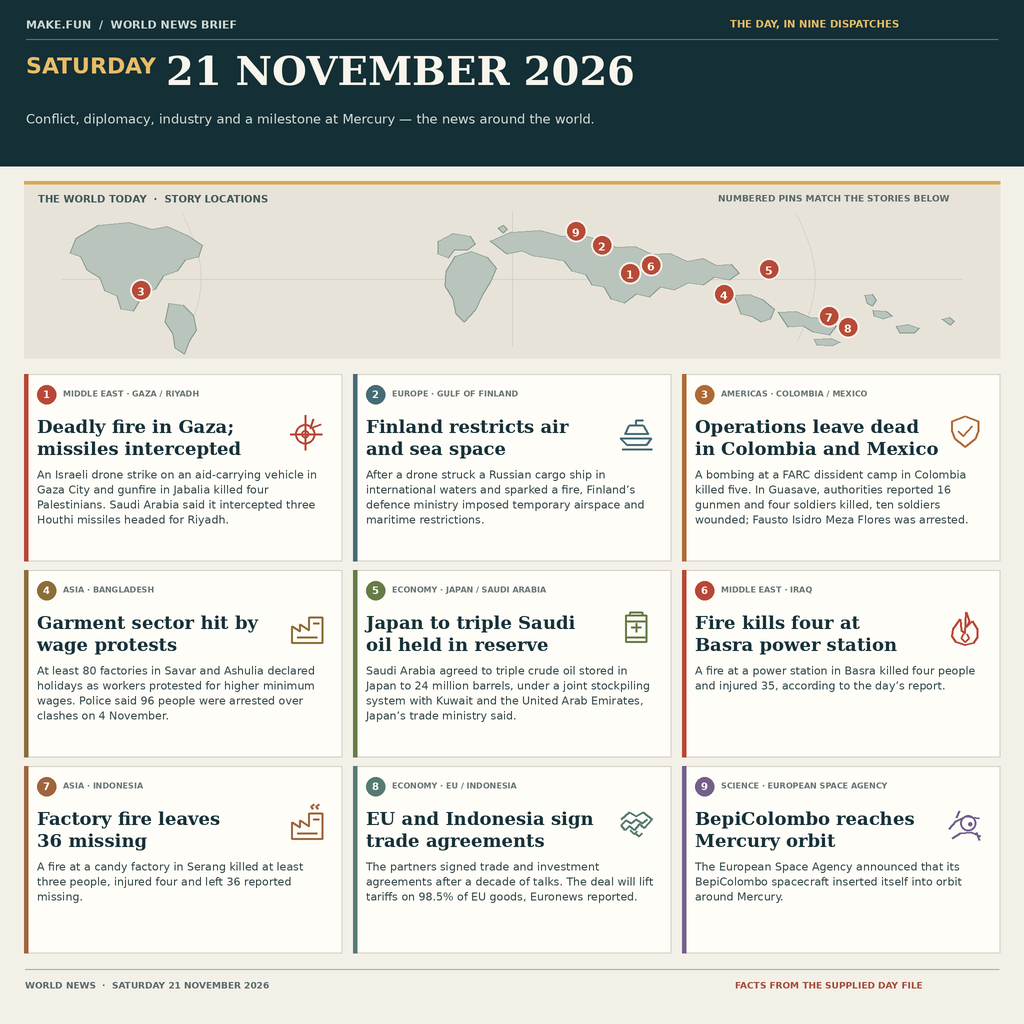 MAKE.FUN / WORLD NEWS BRIEF
THE DAY, IN NINE DISPATCHES
SATURDAY 21 NOVEMBER 2026
Conflict, diplomacy, industry and a milestone at Mercury — the news around the world.
THE WORLD TODAY · STORY LOCATIONS
NUMBERED PINS MATCH THE STORIES BELOW
9
2
6
1
5
3
4
7
8
1 MIDDLE EAST · GAZA / RIYADH
Deadly fire in Gaza;
missiles intercepted
An Israeli drone strike on an aid-carrying vehicle in
Gaza City and gunfire in Jabalia killed four
Palestinians. Saudi Arabia said it intercepted three
Houthi missiles headed for Riyadh.
2 EUROPE · GULF OF FINLAND
Finland restricts air
and sea space
After a drone struck a Russian cargo ship in
international waters and sparked a fire, Finland’s
defence ministry imposed temporary airspace and
maritime restrictions.
3 AMERICAS · COLOMBIA / MEXICO
Operations leave dead
in Colombia and Mexico
A bombing at a FARC dissident camp in Colombia
killed five. In Guasave, authorities reported 16
gunmen and four soldiers killed, ten soldiers
wounded; Fausto Isidro Meza Flores was arrested.
4 ASIA · BANGLADESH
Garment sector hit by
wage protests
At least 80 factories in Savar and Ashulia declared
holidays as workers protested for higher minimum
wages. Police said 96 people were arrested over
clashes on 4 November.
5 ECONOMY · JAPAN / SAUDI ARABIA
Japan to triple Saudi
oil held in reserve
Saudi Arabia agreed to triple crude oil stored in
Japan to 24 million barrels, under a joint stockpiling
system with Kuwait and the United Arab Emirates,
Japan’s trade ministry said.
6 MIDDLE EAST · IRAQ
Fire kills four at
Basra power station
A fire at a power station in Basra killed four people
and injured 35, according to the day’s report.
7 ASIA · INDONESIA
Factory fire leaves
36 missing
A fire at a candy factory in Serang killed at least
three people, injured four and left 36 reported
missing.
8 ECONOMY · EU / INDONESIA
EU and Indonesia sign
trade agreements
The partners signed trade and investment
agreements after a decade of talks. The deal will lift
tariffs on 98.5% of EU goods, Euronews reported.
9 SCIENCE · EUROPEAN SPACE AGENCY
BepiColombo reaches
Mercury orbit
The European Space Agency announced that its
BepiColombo spacecraft inserted itself into orbit
around Mercury.
WORLD NEWS · SATURDAY 21 NOVEMBER 2026
FACTS FROM THE SUPPLIED DAY FILE